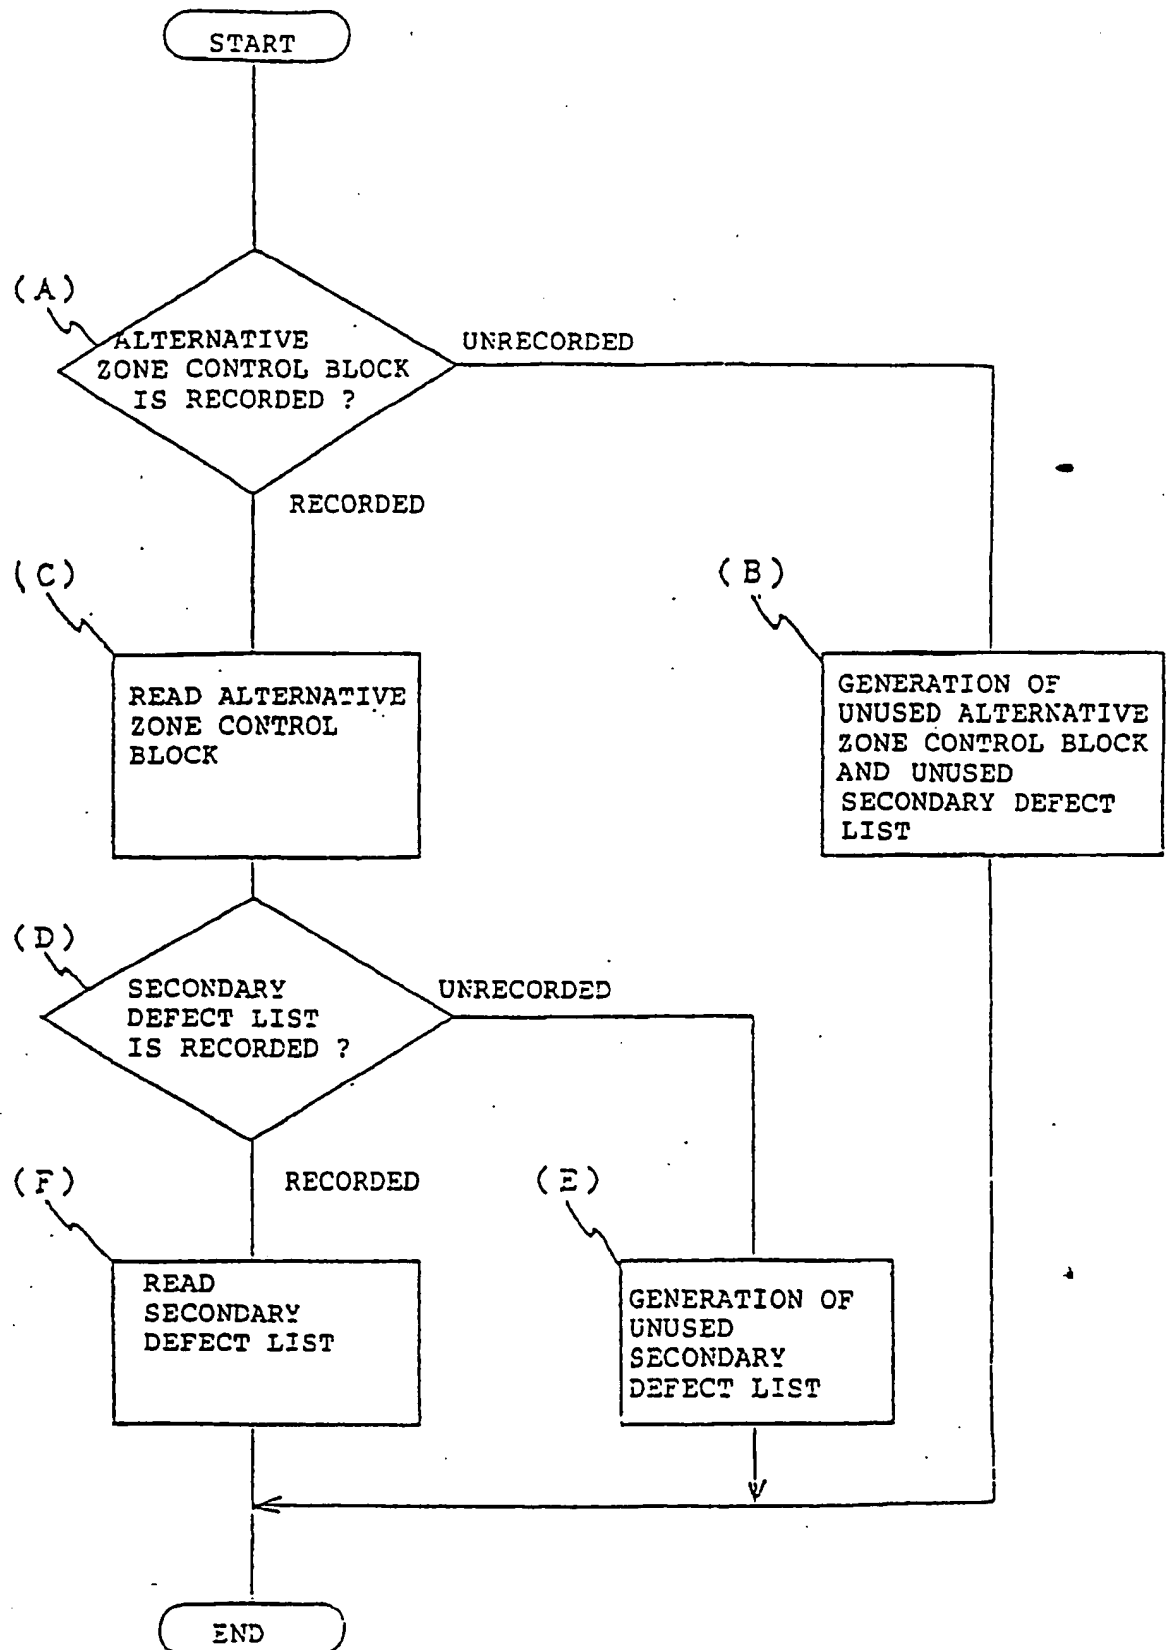 START
(A)
ALTERNATIVE
ZONE CONTROL BLOCK
IS RECORDED ?
UNRECORDED
RECORDED
(C)
READ ALTERNATIVE
ZONE CONTROL
BLOCK
(B)
GENERATION OF
UNUSED ALTERNATIVE
ZONE CONTROL BLOCK
AND UNUSED
SECONDARY DEFECT
LIST
(D)
SECONDARY
DEFECT LIST
IS RECORDED ?
UNRECORDED
RECORDED
(F)
READ
SECONDARY
DEFECT LIST
(E)
GENERATION OF
UNUSED
SECONDARY
DEFECT LIST
END